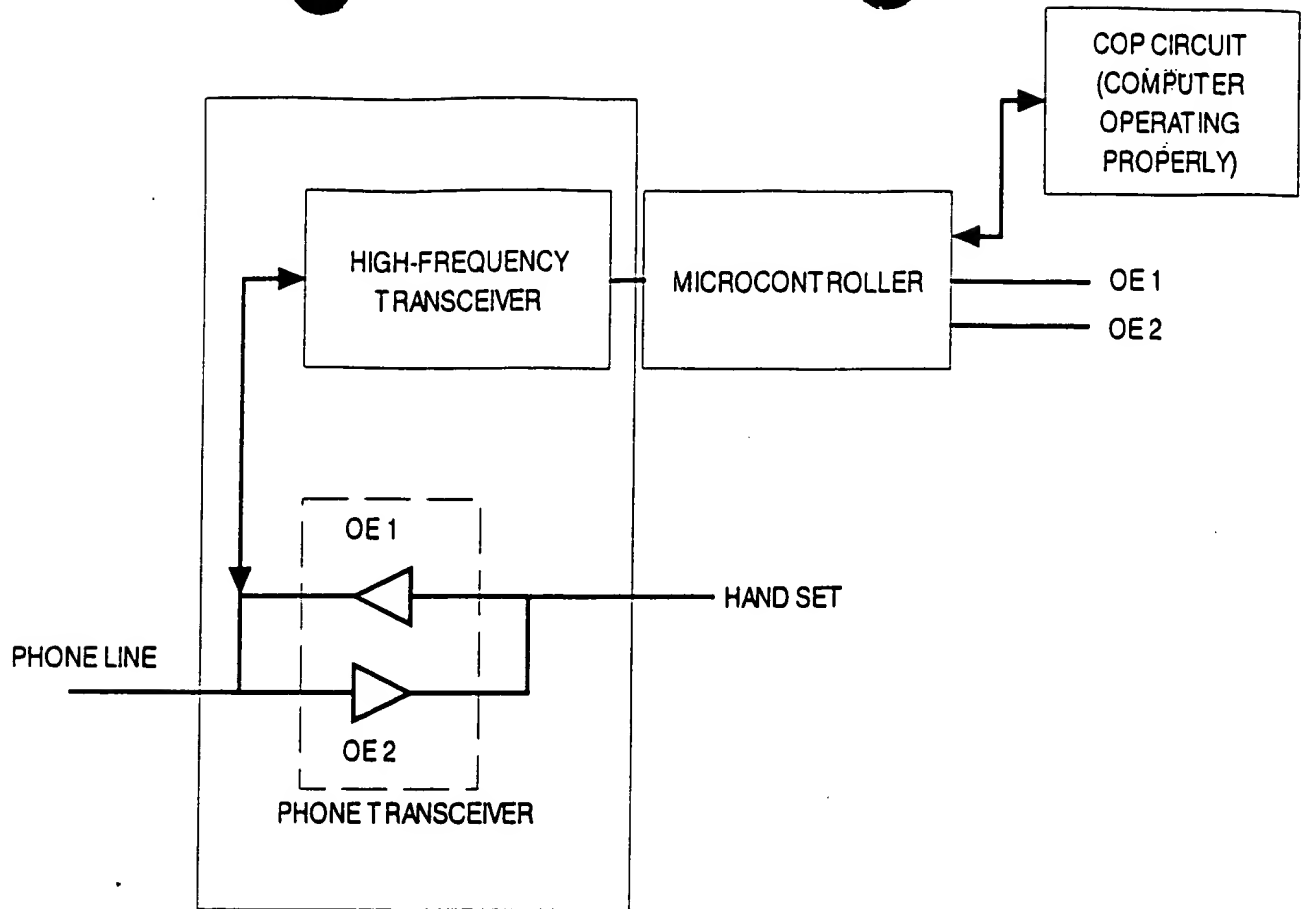 COP CIRCUIT
(COMPUTER
OPERATING
PROPERLY)
HIGH-FREQUENCY
TRANSCEIVER
MICROCONTROLLER
OE 1
OE 2
OE 1
HAND SET
PHONE LINE
OE 2
PHONE TRANSCEIVER